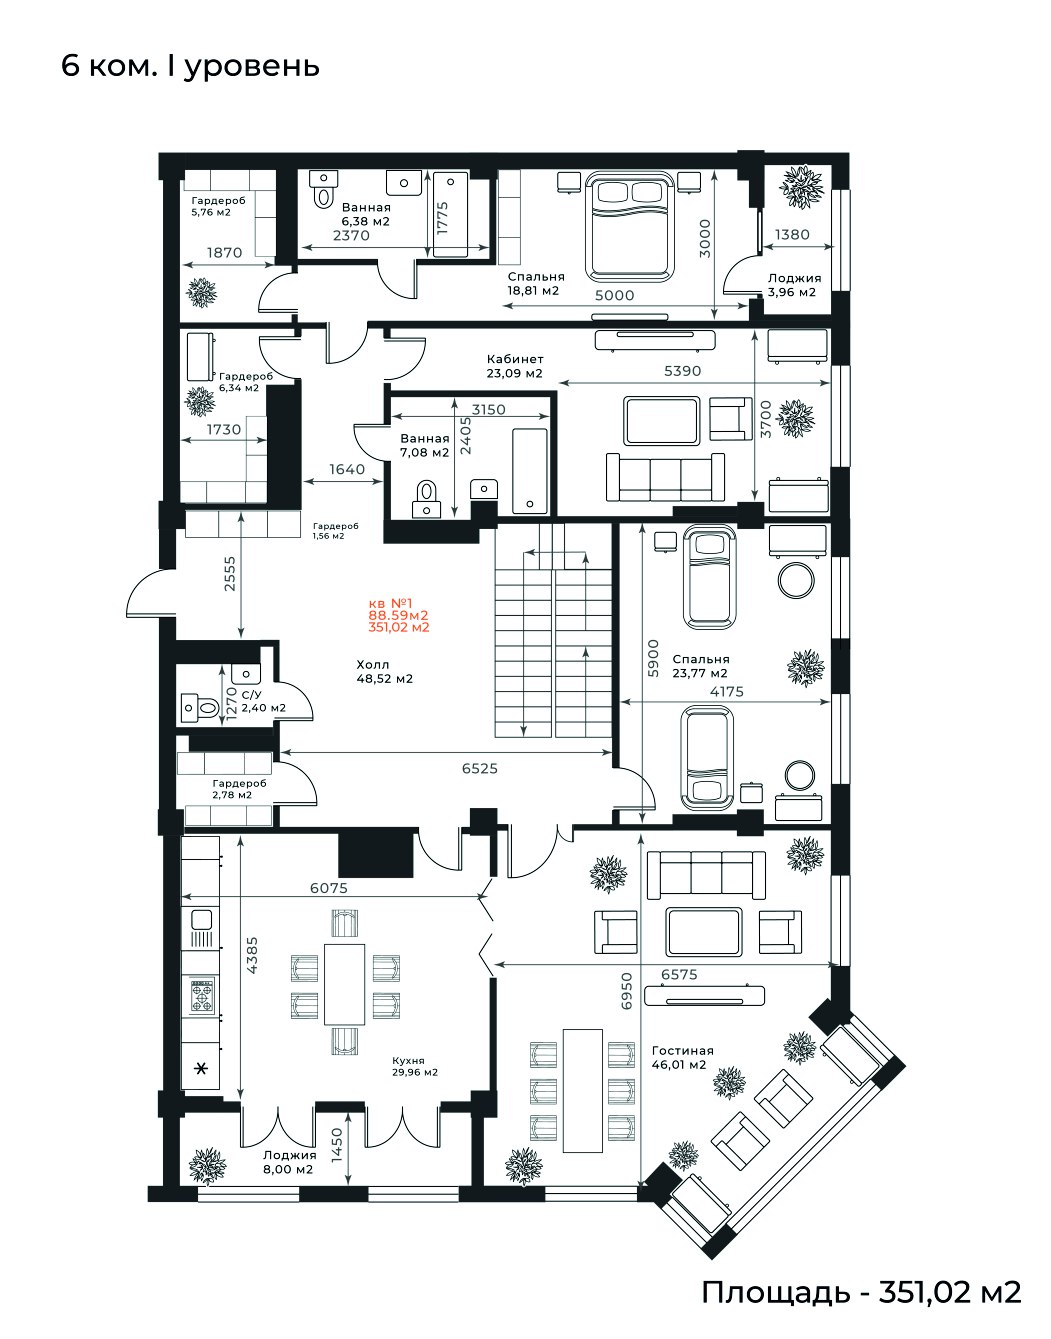 6 ком. I уровень
Гардероб
5,76 м2
1870
Ванная
6,38 м2
2370
1775
Спальня
18,81 м2
5000
3000
1380
Лоджия
3,96 м2
Гардероб
6,34 м2
1730
1640
Кабинет
23,09 м2
5390
3700
3150
Ванная
7,08 м2
2405
Гардероб
1,56 м2
2555
кв №1
88.59м2
351,02 м2
Холл
48,52 м2
5900
Спальня
23,77 м2
4175
С/У
2,40 м2
1270
6525
Гардероб
2,78 м2
6075
4385
6575
6950
Кухня
29,96 м2
Гостиная
46,01 м2
1450
Лоджия
8,00 м2
Площадь - 351,02 м2